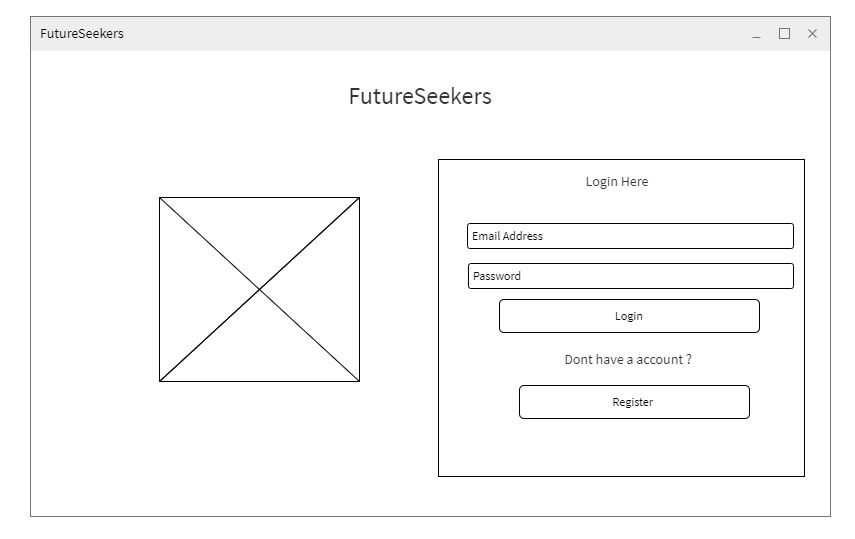 FutureSeekers
FutureSeekers
Login Here
Email Address
Password
Login
Dont have a account ?
Register